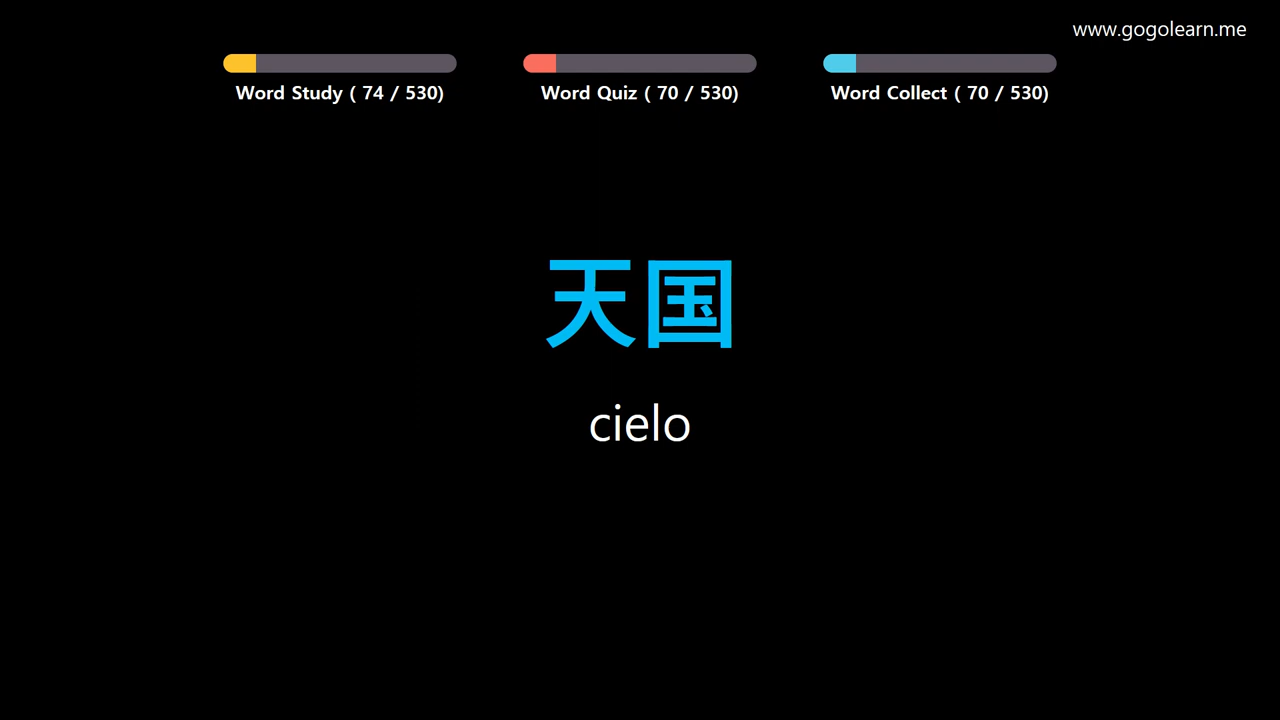 www.gogolearn.me
Word Study ( 74 / 530)
Word Quiz ( 70 / 530)
Word Collect ( 70 / 530)
天国
cielo